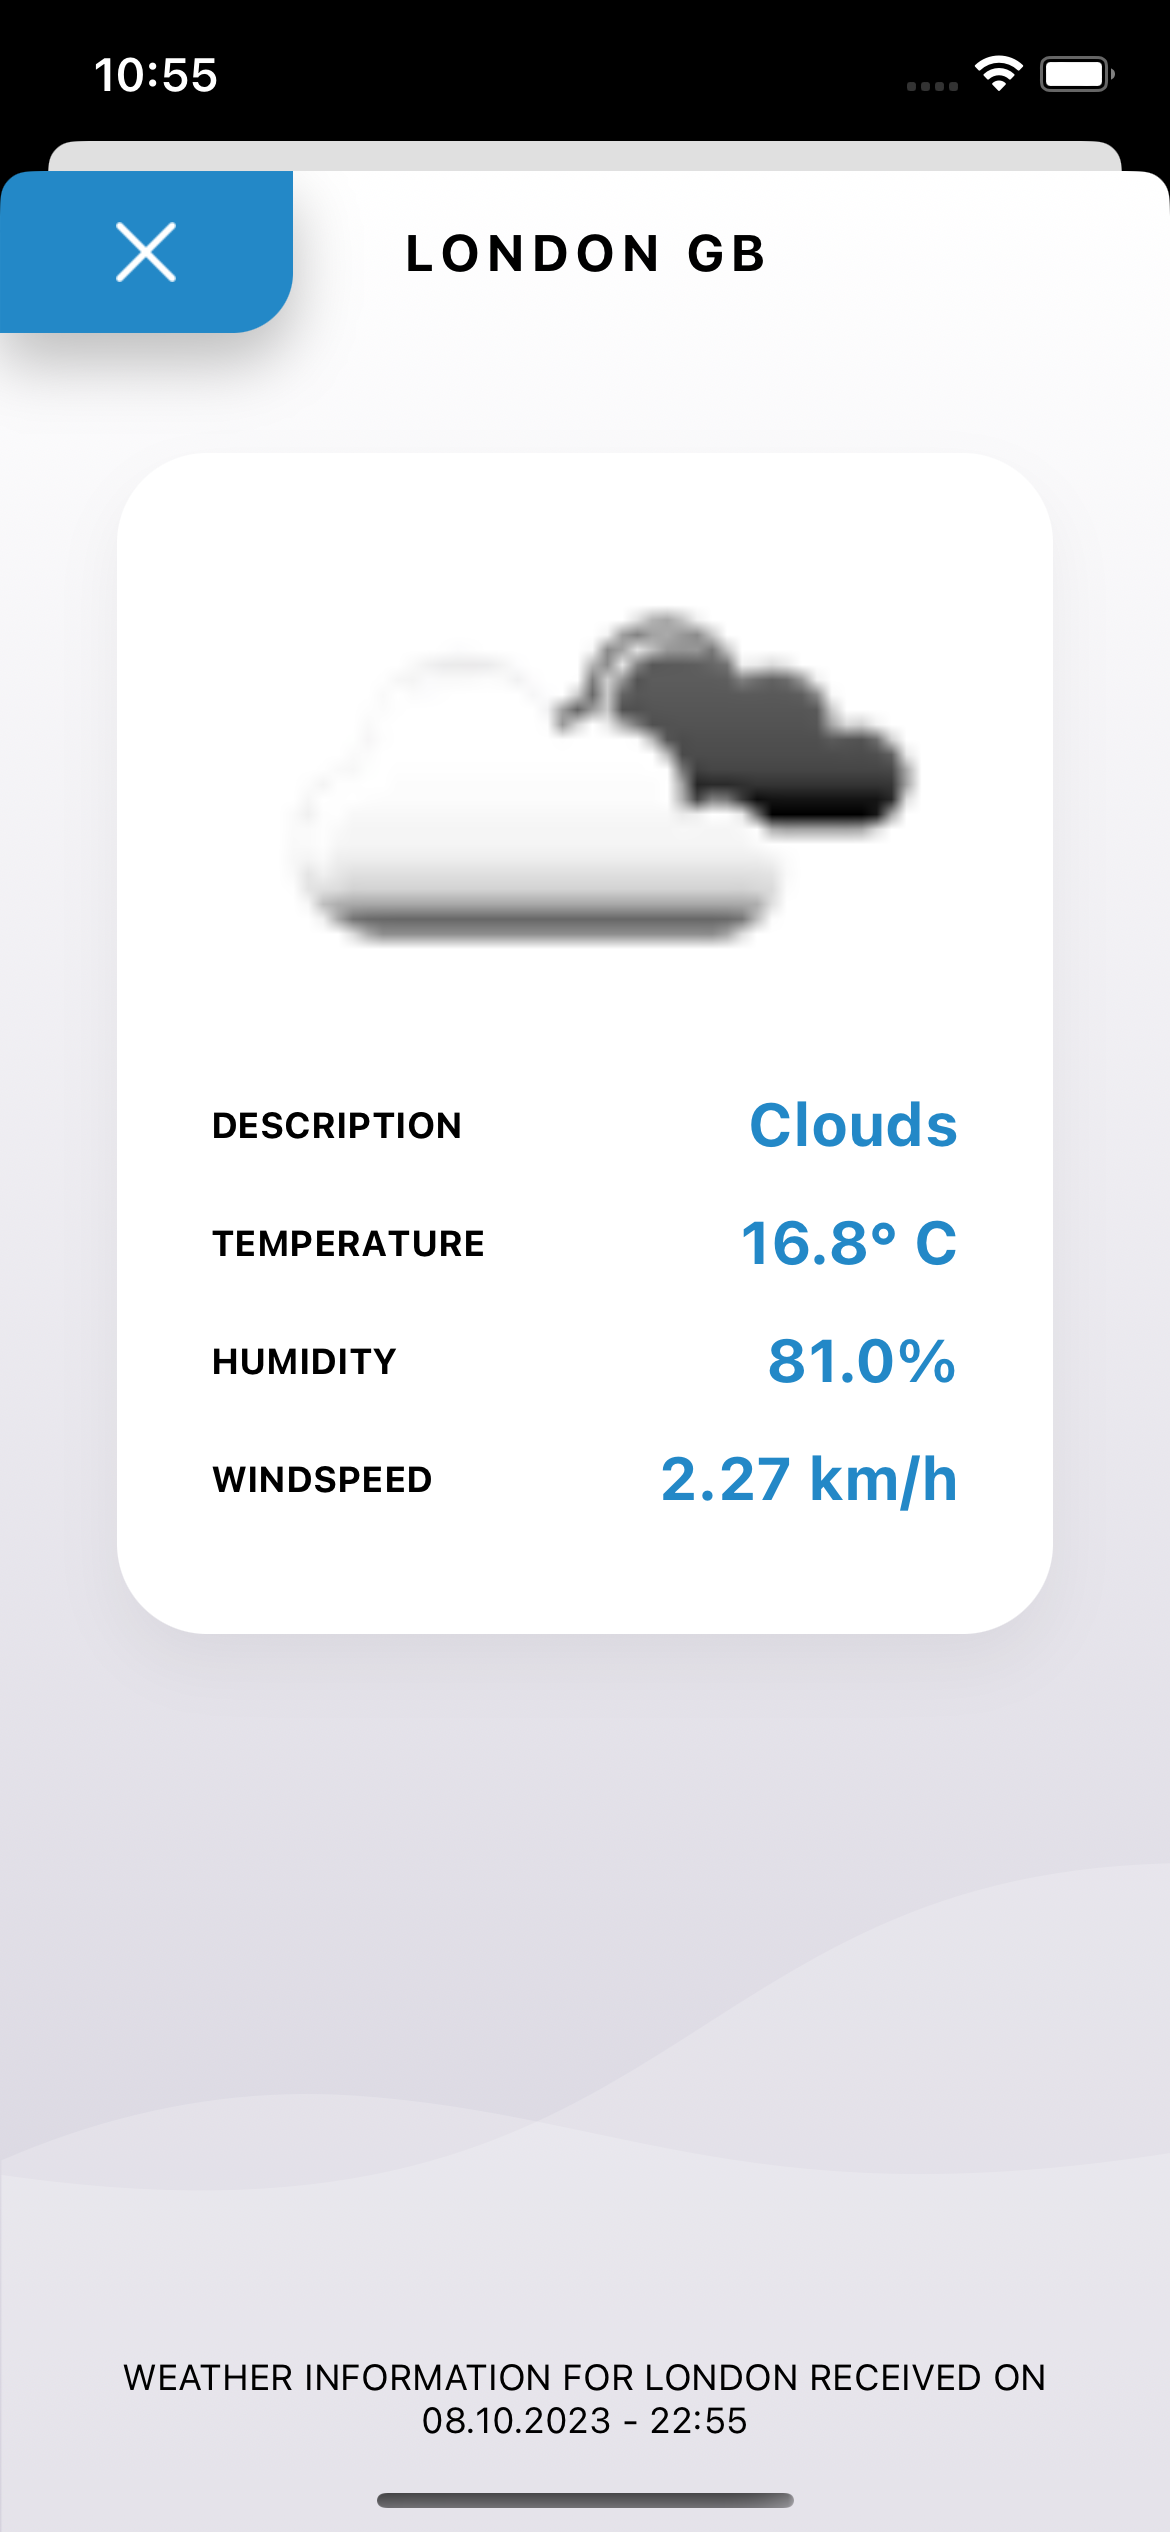 10:55
LONDON GB
DESCRIPTION Clouds
TEMPERATURE 16.8° C
HUMIDITY 81.0%
WINDSPEED 2.27 km/h
WEATHER INFORMATION FOR LONDON RECEIVED ON
08.10.2023 - 22:55